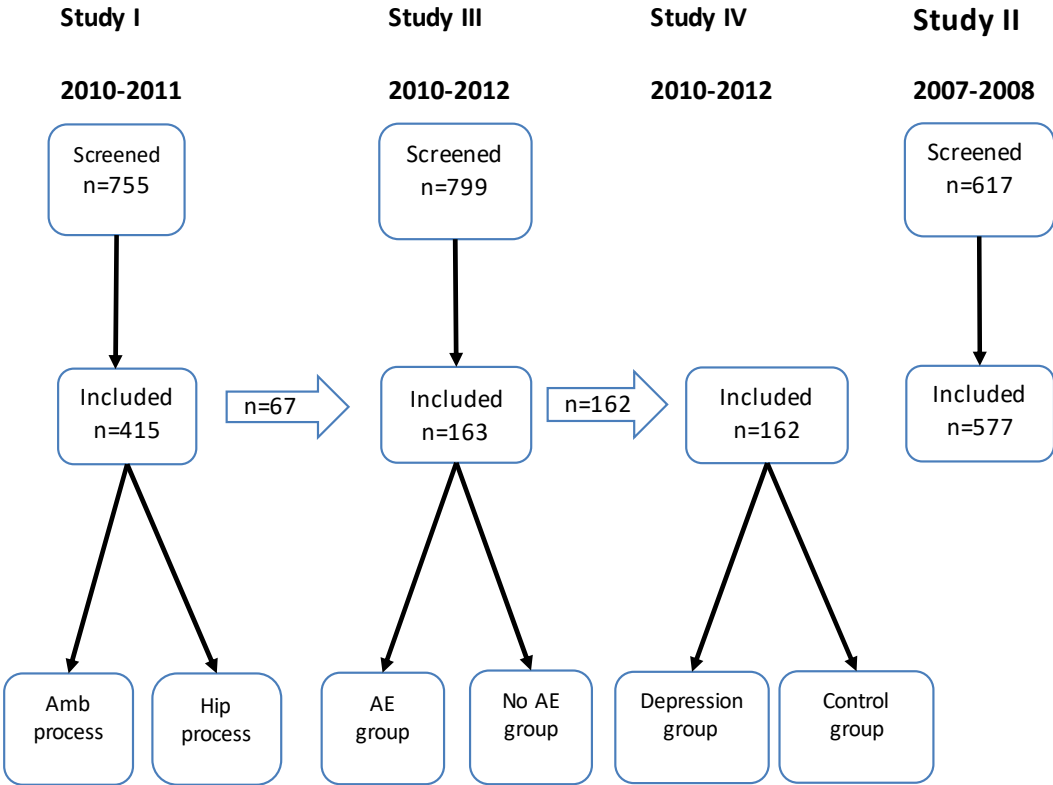 Study I
Study III
Study IV
Study II
2010-2011
2010-2012
2010-2012
2007-2008
Screened
n=755
Screened
n=799
Screened
n=617
Included
n=415
n=67
Included
n=163
n=162
Included
n=162
Included
n=577
Amb
process
Hip
process
AE
group
No AE
group
Depression
group
Control
group